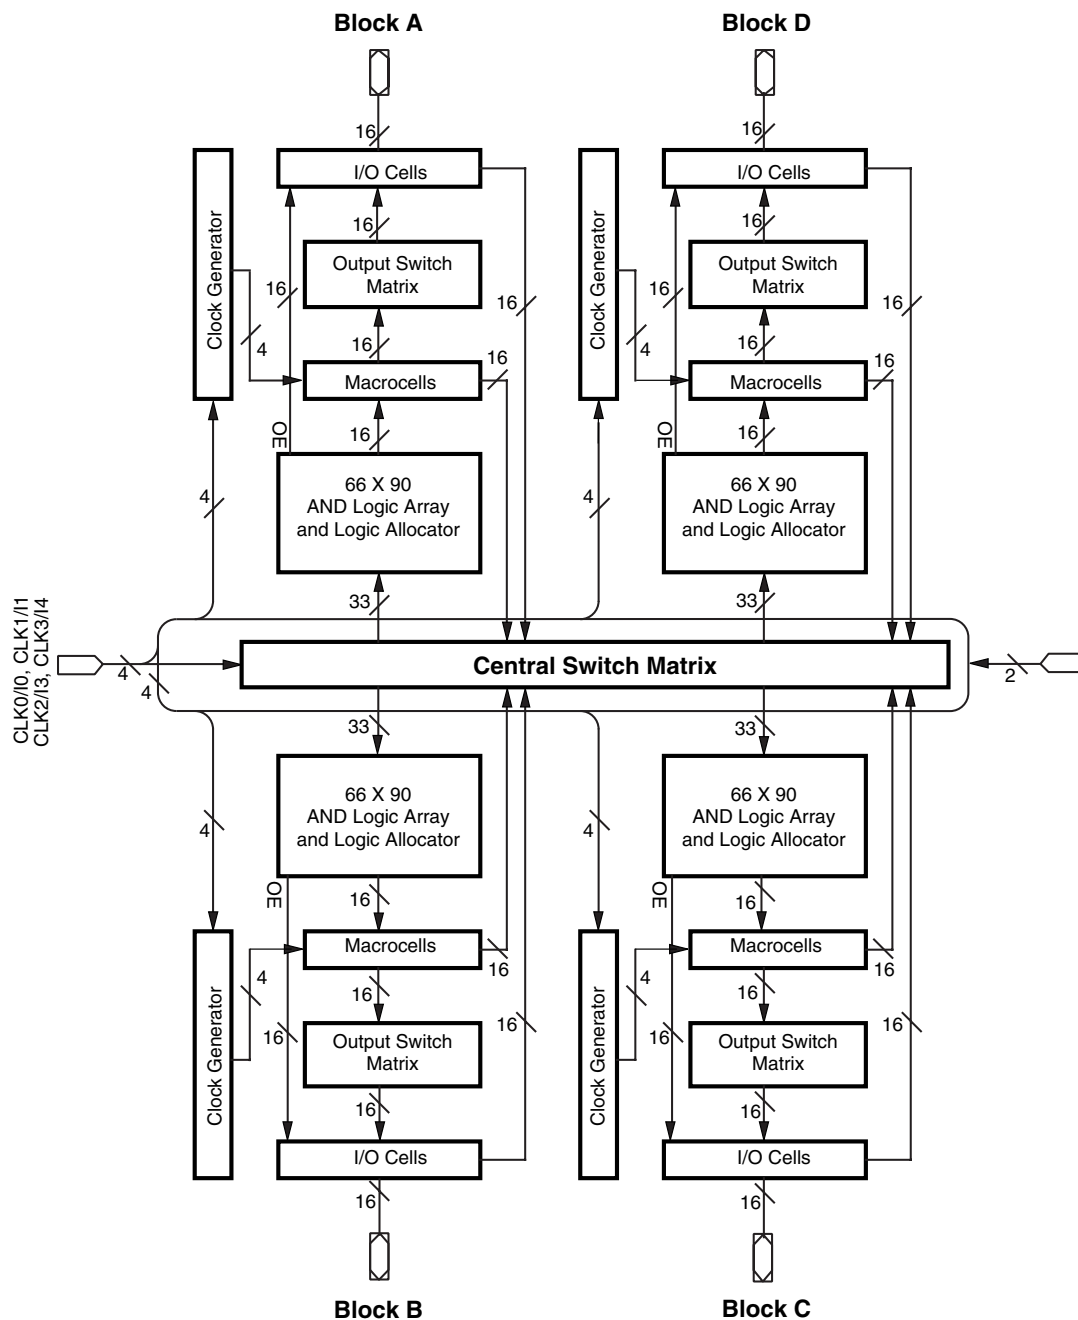 Block A
Block D
16
16
I/O Cells
I/O Cells
16
16
Clock Generator
Output Switch
Matrix
Clock Generator
Output Switch
Matrix
16
16
16
16
4
16
16
4
16
16
Macrocells
Macrocells
OE
16
OE
16
66 X 90
AND Logic Array
and Logic Allocator
66 X 90
AND Logic Array
and Logic Allocator
4
4
33
33
CLK0/I0, CLK1/I1
CLK2/I3, CLK3/I4
4
4
Central Switch Matrix
2
33
33
66 X 90
AND Logic Array
and Logic Allocator
66 X 90
AND Logic Array
and Logic Allocator
4
4
OE
16
OE
16
Macrocells
Macrocells
16
16
4
16
4
16
Clock Generator
16
16
Clock Generator
16
16
Output Switch
Matrix
Output Switch
Matrix
16
16
I/O Cells
I/O Cells
16
16
Block B
Block C